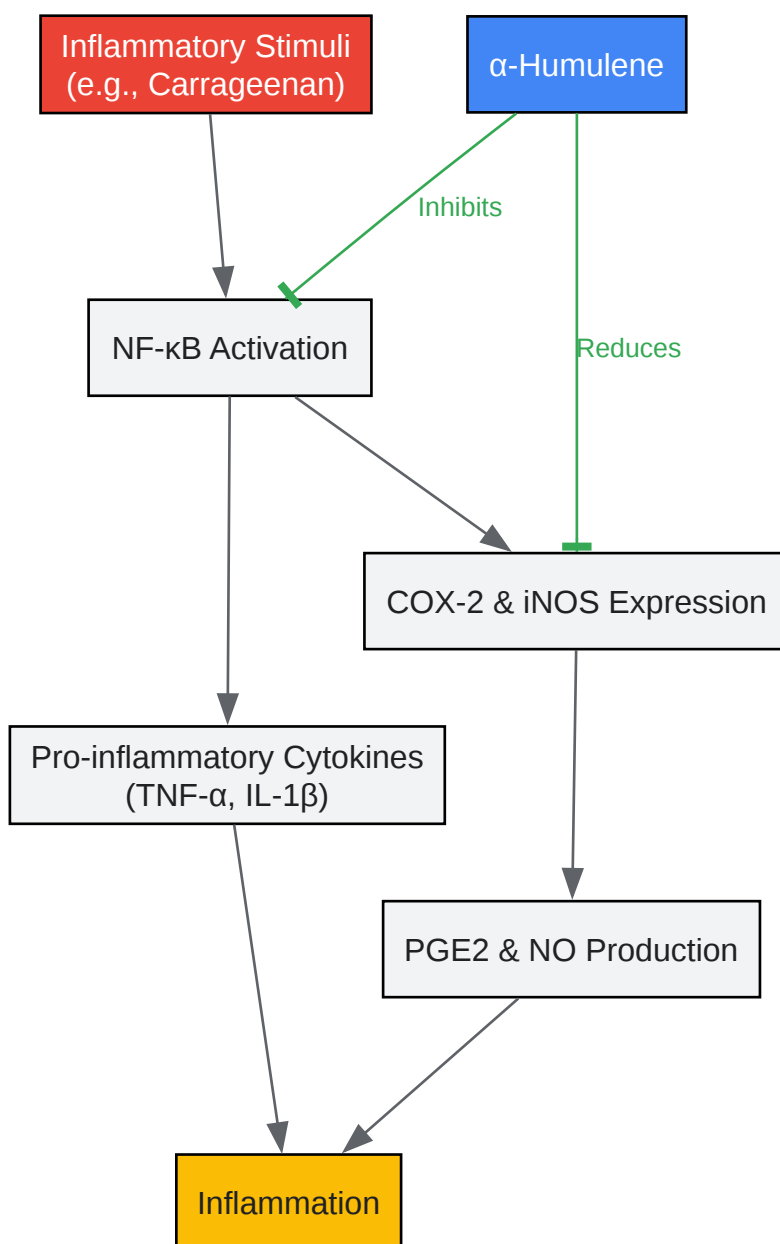 Inflammatory Stimuli
(e.g., Carrageenan)
α-Humulene
Inhibits
NF-κB Activation
Reduces
COX-2 & iNOS Expression
Pro-inflammatory Cytokines
(TNF-α, IL-1β)
PGE2 & NO Production
Inflammation